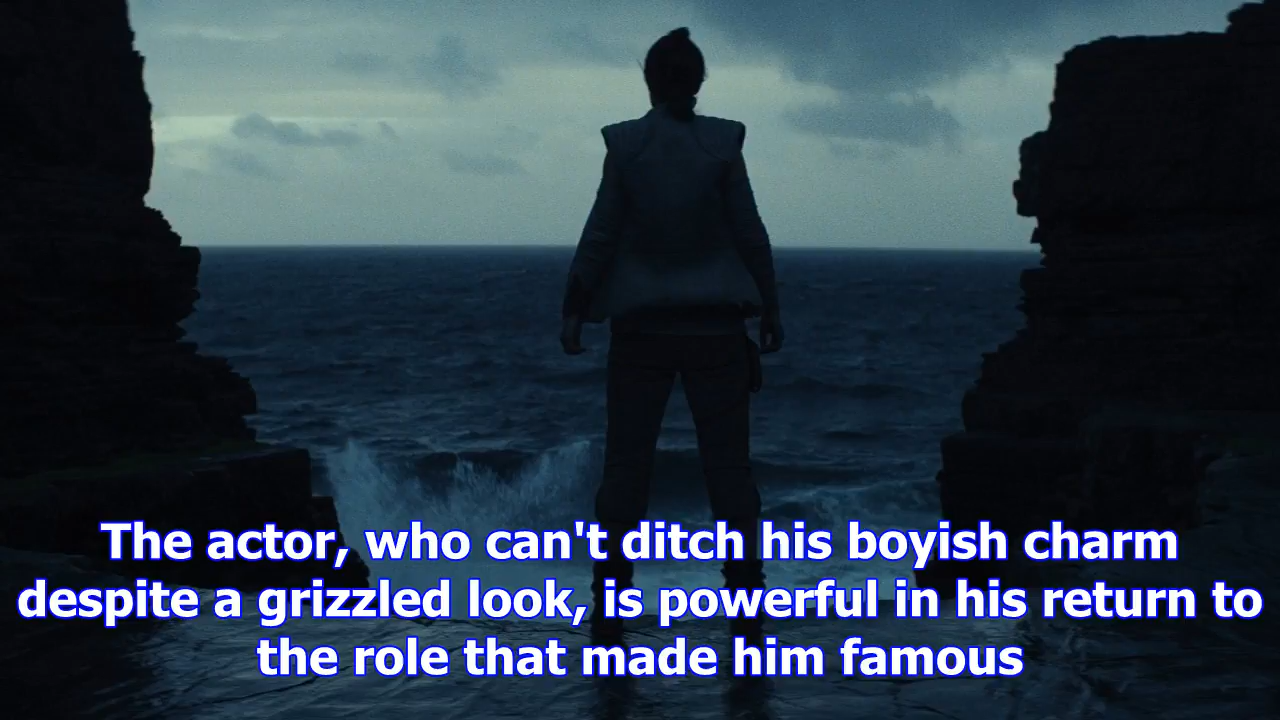 The actor, who can't ditch his boyish charm
despite a grizzled look, is powerful in his return to
the role that made him famous